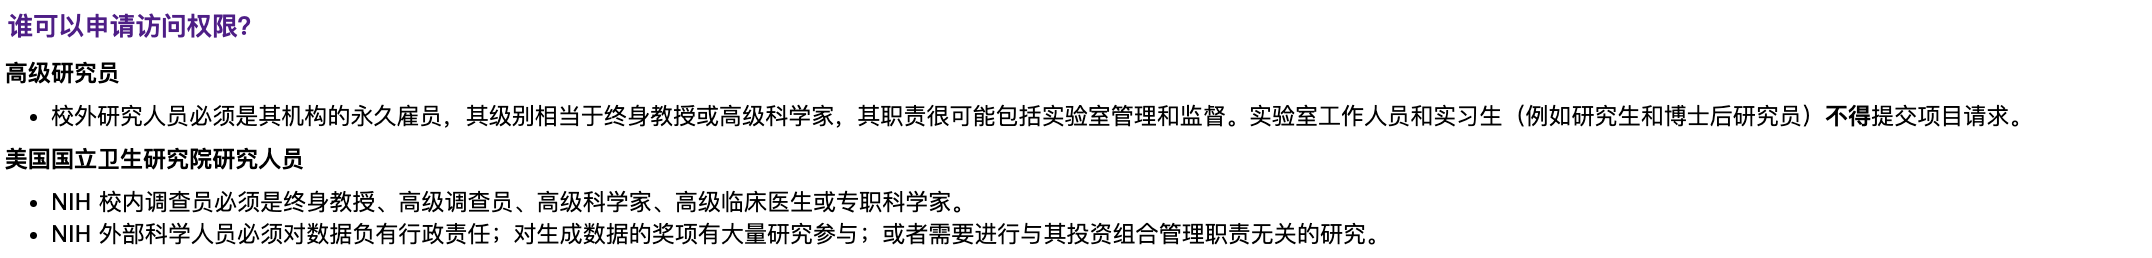 谁可以申请访问权限?
高级研究员
• 校外研究人员必须是其机构的永久雇员，其级别相当于终身教授或高级科学家，其职责很可能包括实验室管理和监督。实验室工作人员和实习生（例如研究生和博士后研究员）不得提交项目请求。
美国国立卫生研究院研究人员
• NIH 校内调查员必须是终身教授、高级调查员、高级科学家、高级临床医生或专职科学家。
• NIH 外部科学人员必须对数据负有行政责任；对生成数据的奖项有大量研究参与；或者需要进行与其投资组合管理职责无关的研究。